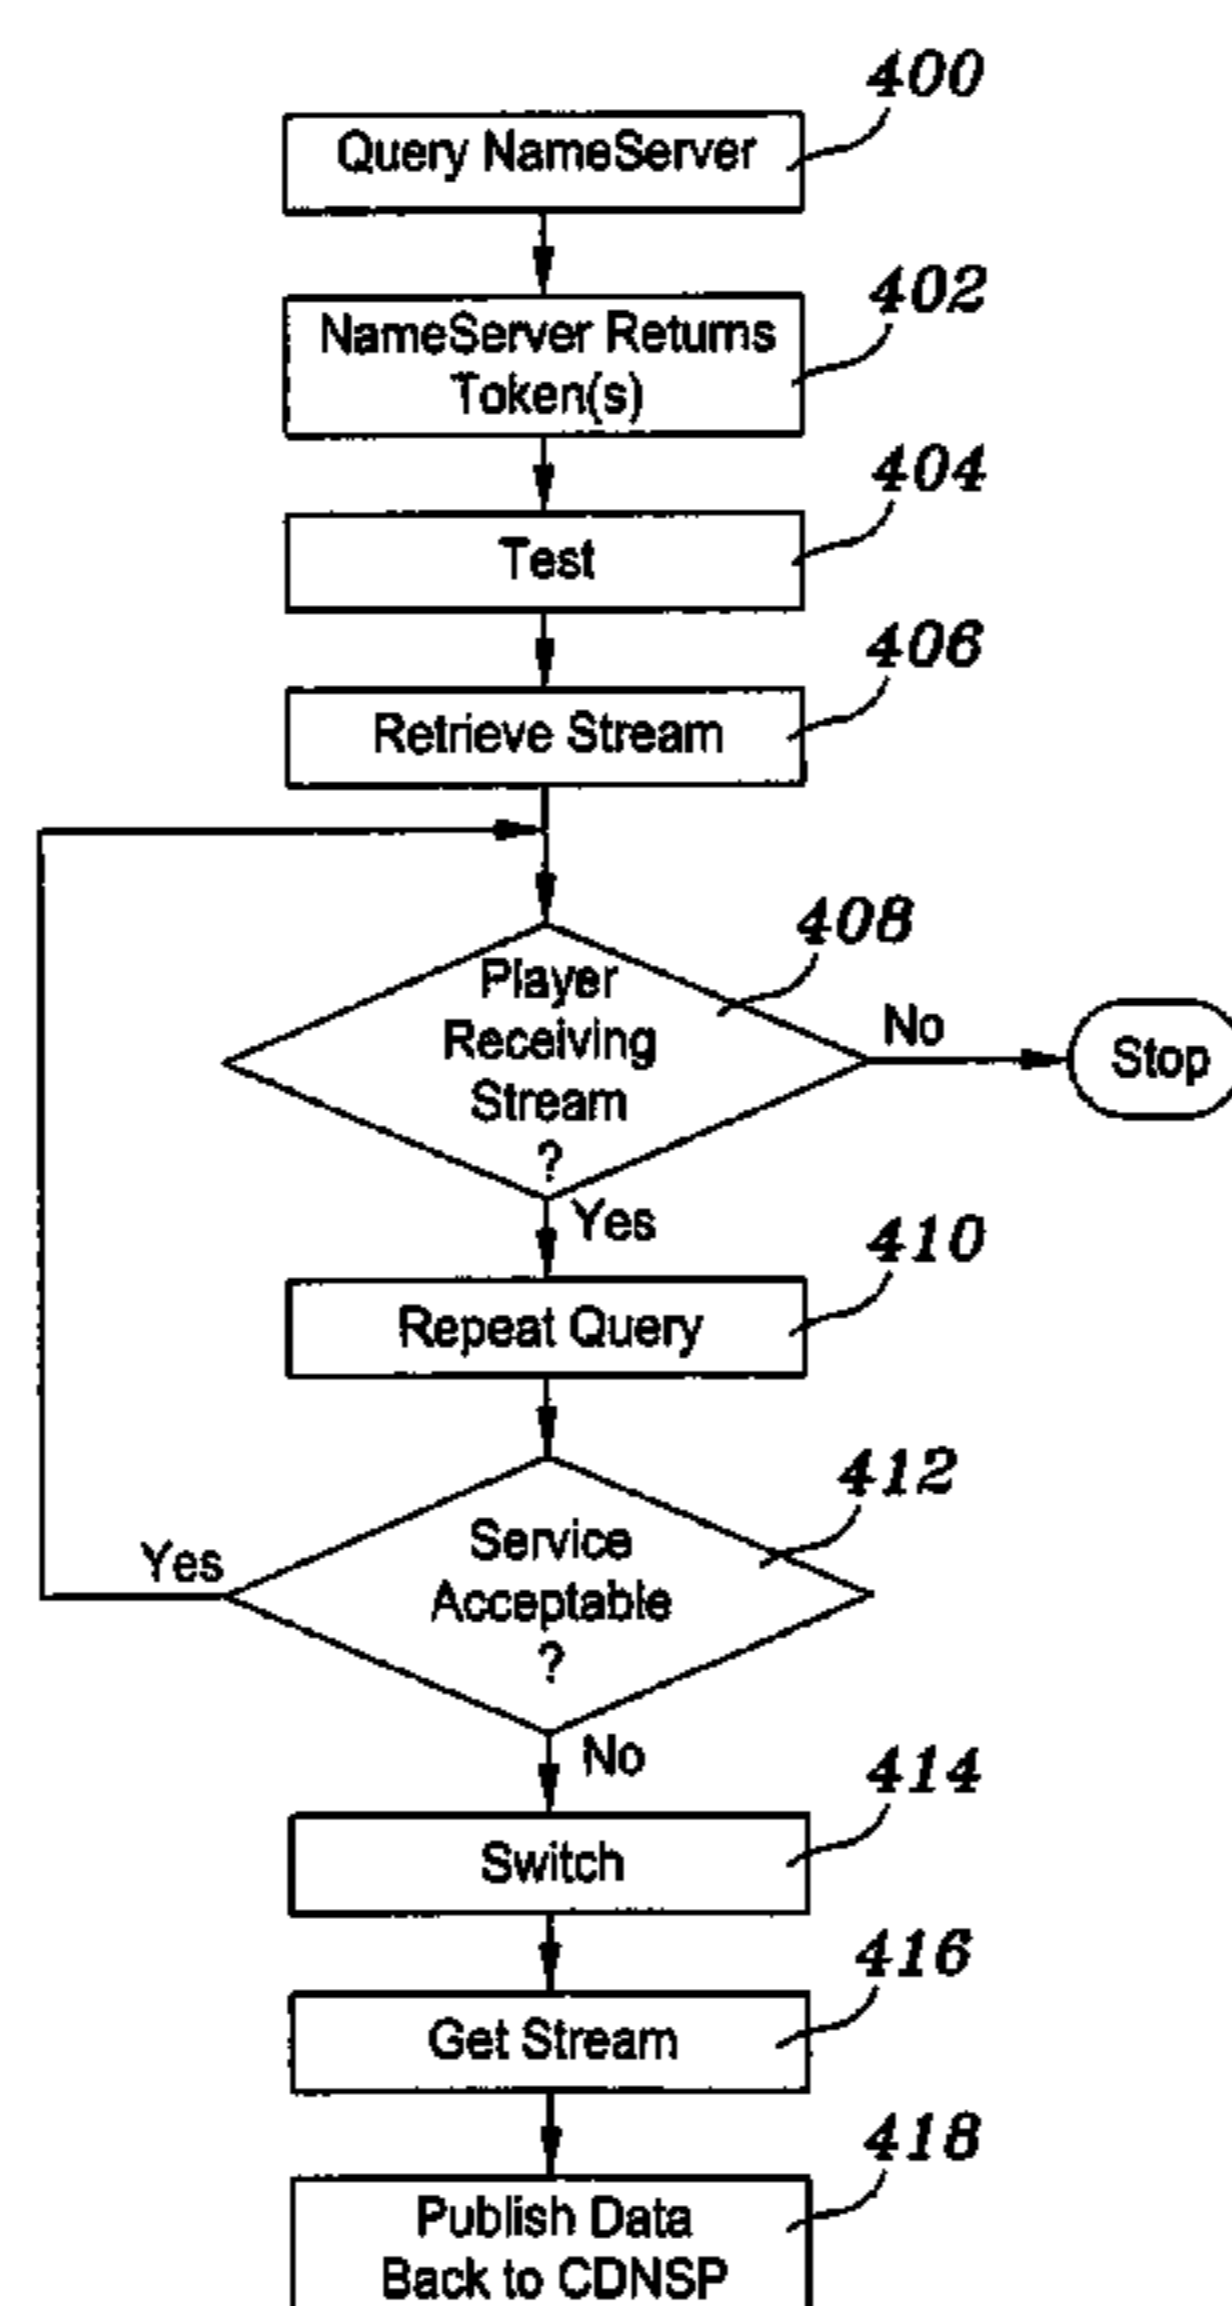 400
Query NameServer
402
NameServer Returns
Token(s)
404
Test
406
Retrieve Stream
408
Player
Receiving
Stream
?
No
Stop
Yes
410
Repeat Query
412
Service
Acceptable
?
Yes
No
414
Switch
416
Get Stream
418
Publish Data
Back to CDNSP